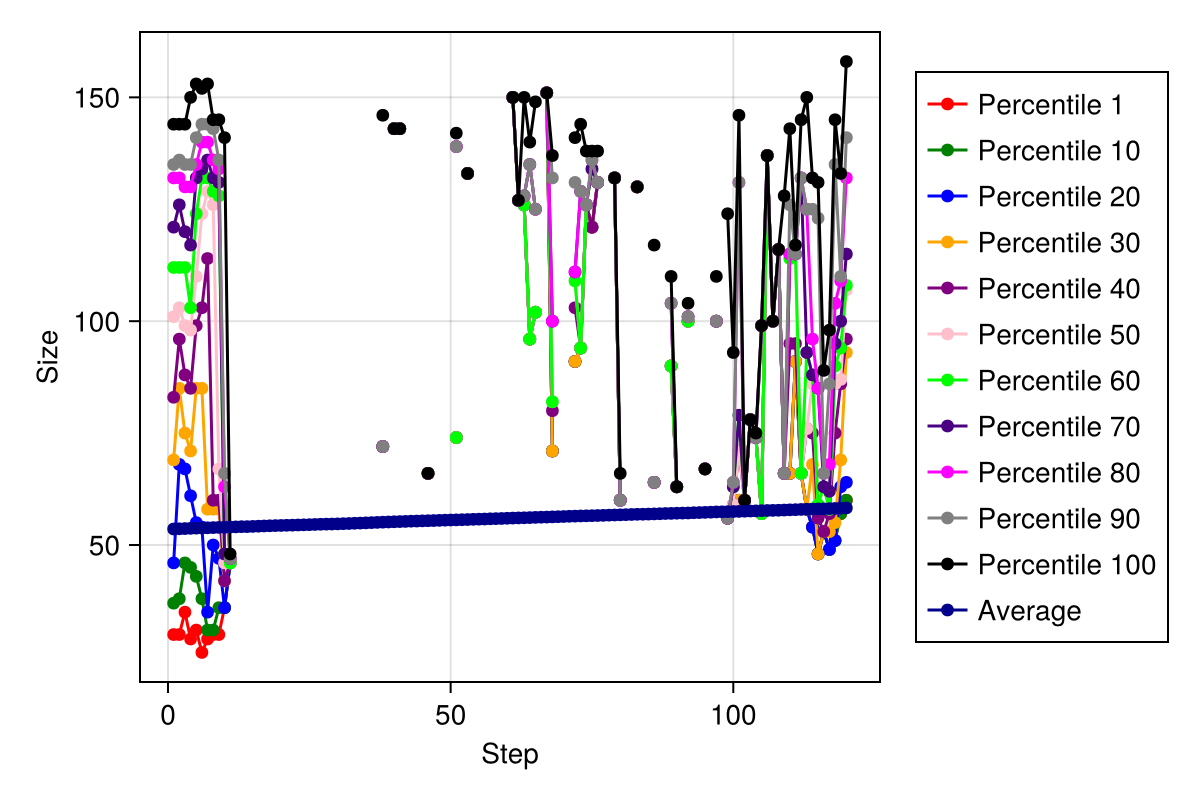 150
100
50
Size
0
50
100
Step
Percentile 1
Percentile 10
Percentile 20
Percentile 30
Percentile 40
Percentile 50
Percentile 60
Percentile 70
Percentile 80
Percentile 90
Percentile 100
Average